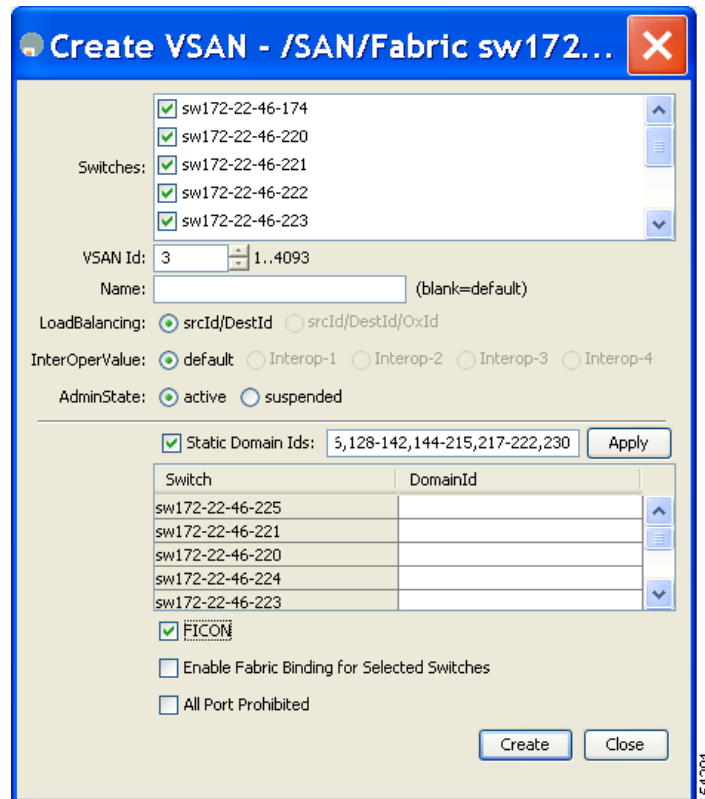 Create VSAN - /SAN/Fabric sw172...
Switches:
sw172-22-46-174
sw172-22-46-220
sw172-22-46-221
sw172-22-46-222
sw172-22-46-223
VSAN Id: 3 1..4093
Name: (blank=default)
LoadBalancing: srcId/DestId srcId/DestId/OxId
InterOperValue: default Interop-1 Interop-2 Interop-3 Interop-4
AdminState: active suspended
Static Domain Ids: 5,128-142,144-215,217-222,230 Apply
Switch DomainId
sw172-22-46-225
sw172-22-46-221
sw172-22-46-220
sw172-22-46-224
sw172-22-46-223
FICON
Enable Fabric Binding for Selected Switches
All Port Prohibited
Create Close